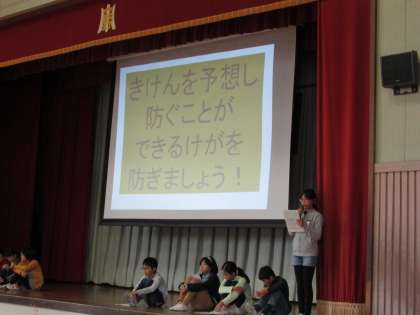 きけんを予想し
防ぐことが
できるけがを
防ぎましょう！